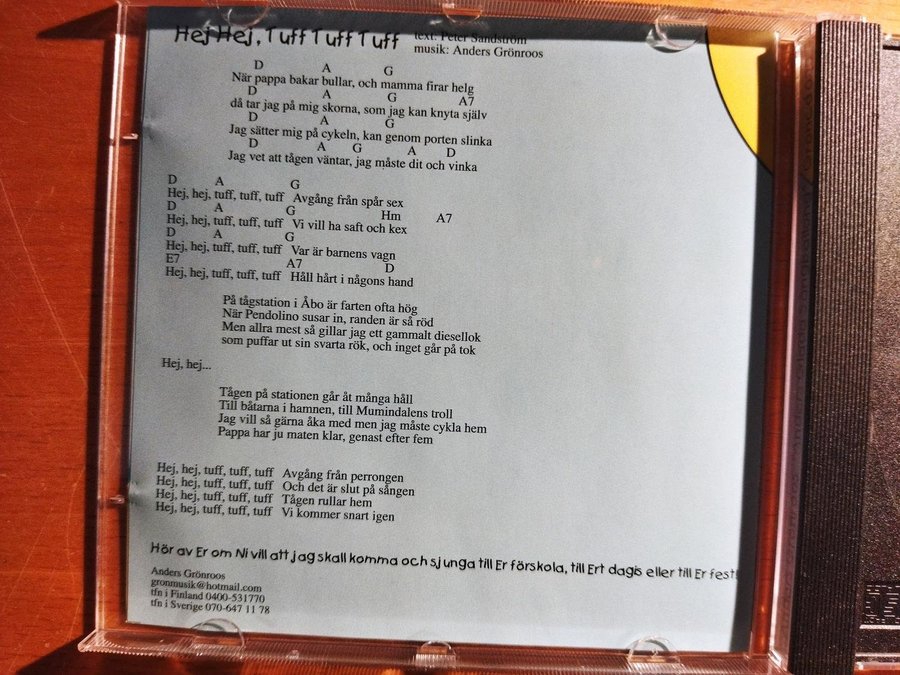 Hej Hej, Tuff Tuff Tuff
text: Peter Sandström
musik: Anders Grönroos
D A G
När pappa bakar bullar, och mamma firar helg
D A G A7
då tar jag på mig skorna, som jag kan knyta själv
D A G
Jag sätter mig på cykeln, kan genom porten slinka
D A G A D
Jag vet att tågen väntar, jag måste dit och vinka
D A G
Hej, hej, tuff, tuff, tuff Avgång från spår sex
D A G Hm A7
Hej, hej, tuff, tuff, tuff Vi vill ha saft och kex
D A G
Hej, hej, tuff, tuff, tuff Var är barnens vagn
E7 A7 D
Hej, hej, tuff, tuff, tuff Håll hårt i någons hand
På tågstation i Åbo är farten ofta hög
När Pendolino susar in, randen är så röd
Men allra mest så gillar jag ett gammalt diesellok
som puffar ut sin svarta rök, och inget går på tok
Hej, hej...
Tågen på stationen går åt många håll
Till båtarna i hamnen, till Mumindalens troll
Jag vill så gärna åka med men jag måste cykla hem
Pappa har ju maten klar, genast efter fem
Hej, hej, tuff, tuff, tuff Avgång från perrongen
Hej, hej, tuff, tuff, tuff Och det är slut på sången
Hej, hej, tuff, tuff, tuff Tågen rullar hem
Hej, hej, tuff, tuff, tuff Vi kommer snart igen
Hör av Er om Ni vill att jag skall komma och sjunga till Er förskola, till Ert dagis eller till Er fest!
Anders Grönroos
gronmusik@hotmail.com
tfn i Finland 0400-531770
tfn i Sverige 070-647 11 78